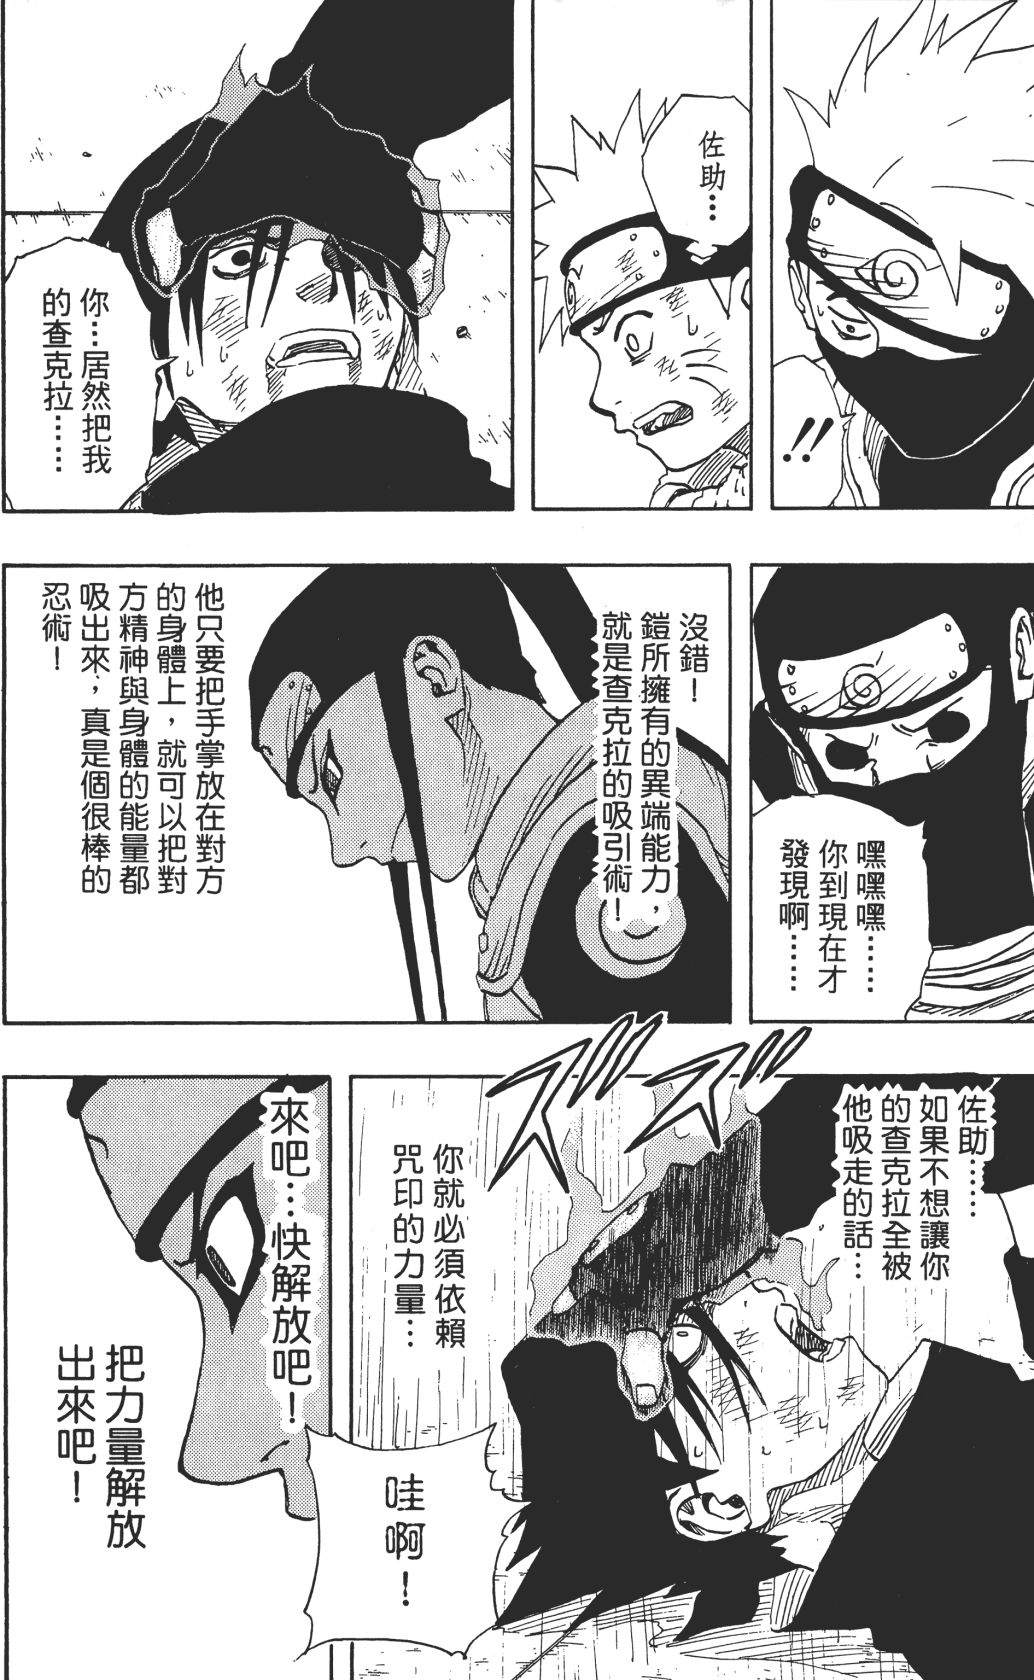 !!
佐助…
你…居然把我
的查克拉……
嘿嘿嘿……
你到現在才
發現啊……
沒錯！
鎧所擁有的異端能力，
就是查克拉的吸引術！
他只要把手掌放在對方
的身體上，就可以把對
方精神與身體的能量都
吸出來，真是個很棒的
忍術！
佐助……
如果不想讓你
的查克拉全被
他吸走的話…
ズズ
你就必須依賴
咒印的力量…
哇啊！
來吧…快解放吧！
把力量解放
出來吧！